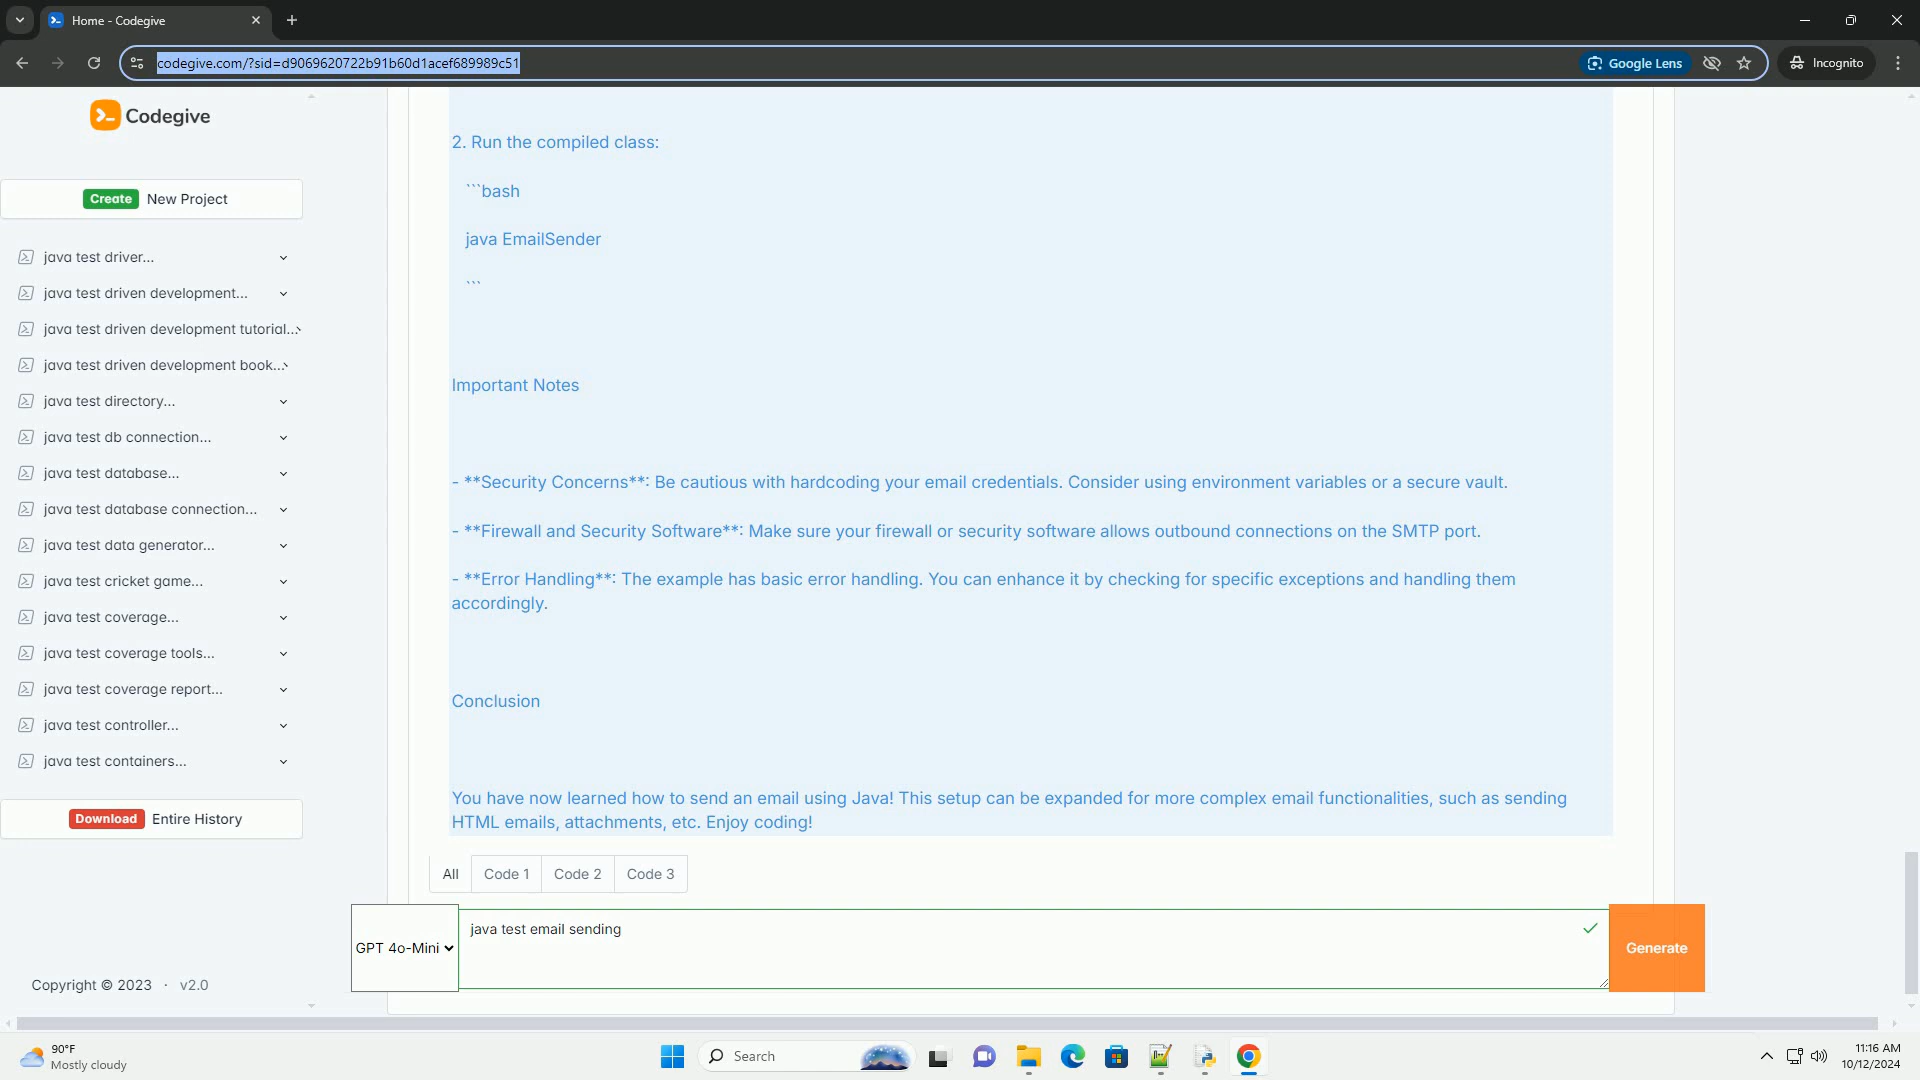 Home - Codegive
codegive.com/?sid=d9069620722b91b60d1acef689989c51
Google Lens
Incognito
Codegive
Create New Project
java test driver...
java test driven development...
java test driven development tutorial...
java test driven development book...
java test directory...
java test db connection...
java test database...
java test database connection...
java test data generator...
java test cricket game...
java test coverage...
java test coverage tools...
java test coverage report...
java test controller...
java test containers...
Download Entire History
Copyright © 2023 · v2.0
2. Run the compiled class:
```bash
java EmailSender
```
Important Notes
- **Security Concerns**: Be cautious with hardcoding your email credentials. Consider using environment variables or a secure vault.
- **Firewall and Security Software**: Make sure your firewall or security software allows outbound connections on the SMTP port.
- **Error Handling**: The example has basic error handling. You can enhance it by checking for specific exceptions and handling them
accordingly.
Conclusion
You have now learned how to send an email using Java! This setup can be expanded for more complex email functionalities, such as sending
HTML emails, attachments, etc. Enjoy coding!
All Code 1 Code 2 Code 3
GPT 4o-Mini
java test email sending
Generate
90°F
Mostly cloudy
Search
11:16 AM
10/12/2024